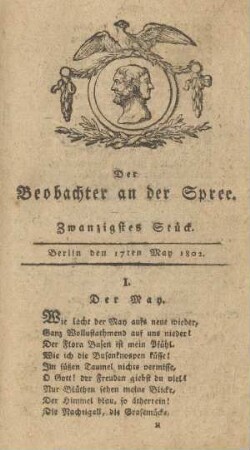 Der
Beobachter an der Spree.
Zwanzigstes Stück.
Berlin den 17ten May 1802.
I.
Der May.
Wie lacht der May aufs neue wieder,
Ganz Wollustathmend auf uns nieder!
Der Flora Busen ist mein Pfühl.
Wie ich die Busenknospen küsse!
Im süßen Taumel nichts vermisse,
O Gott! der Freuden giebst du viel!
Nur Blüthen sehen meine Blicke,
Der Himmel blau, so ätherrein!
Die Nachtigall, die Grasemücke,